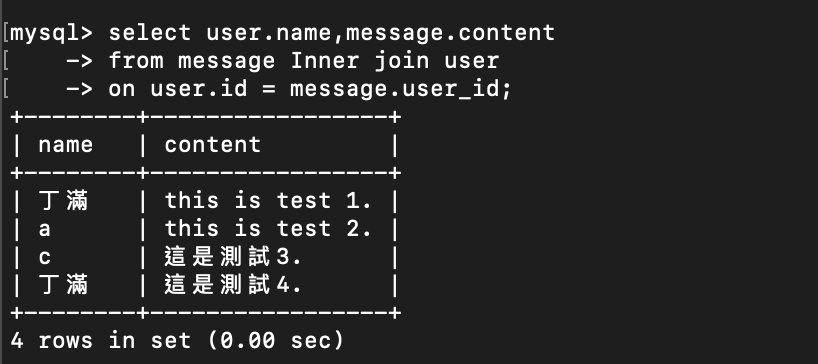 mysql> select user.name,message.content
    -> from message Inner join user
    -> on user.id = message.user_id;
+--------+-----------------+
| name   | content         |
+--------+-----------------+
| 丁滿   | this is test 1. |
| a      | this is test 2. |
| c      | 這是測試3.      |
| 丁滿   | 這是測試4.      |
+--------+-----------------+
4 rows in set (0.00 sec)